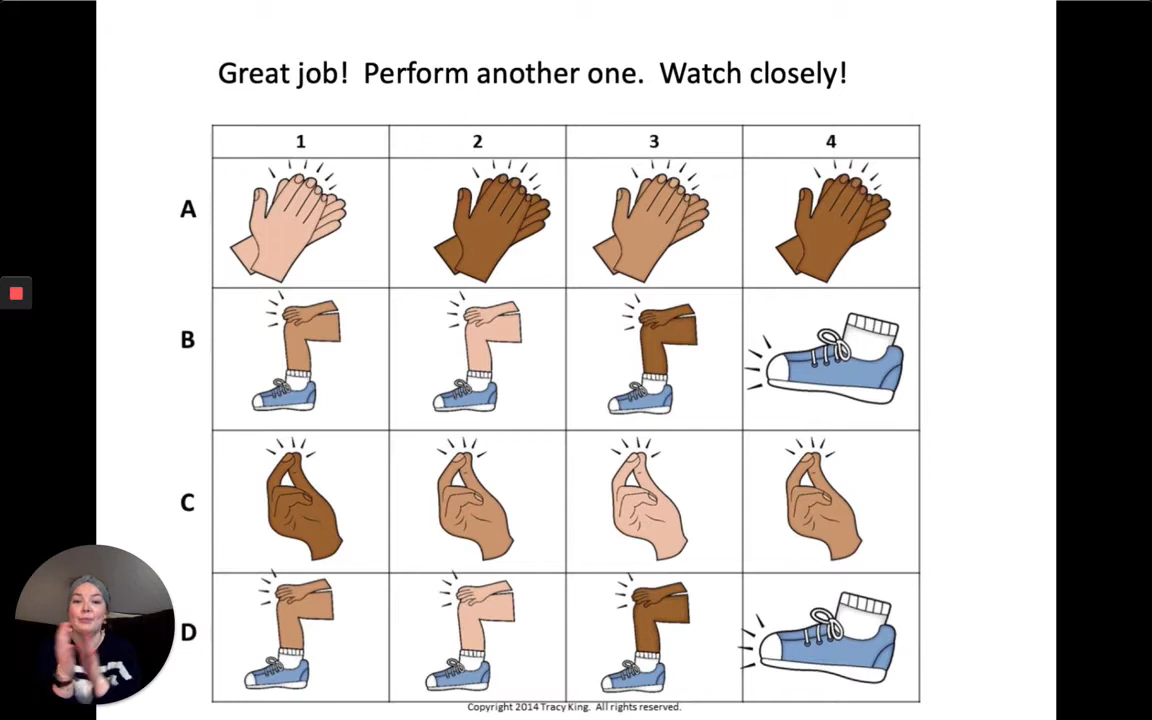 Great job!  Perform another one.  Watch closely!
1 2 3 4
A
B
C
D
Copyright 2014 Tracy King.  All rights reserved.